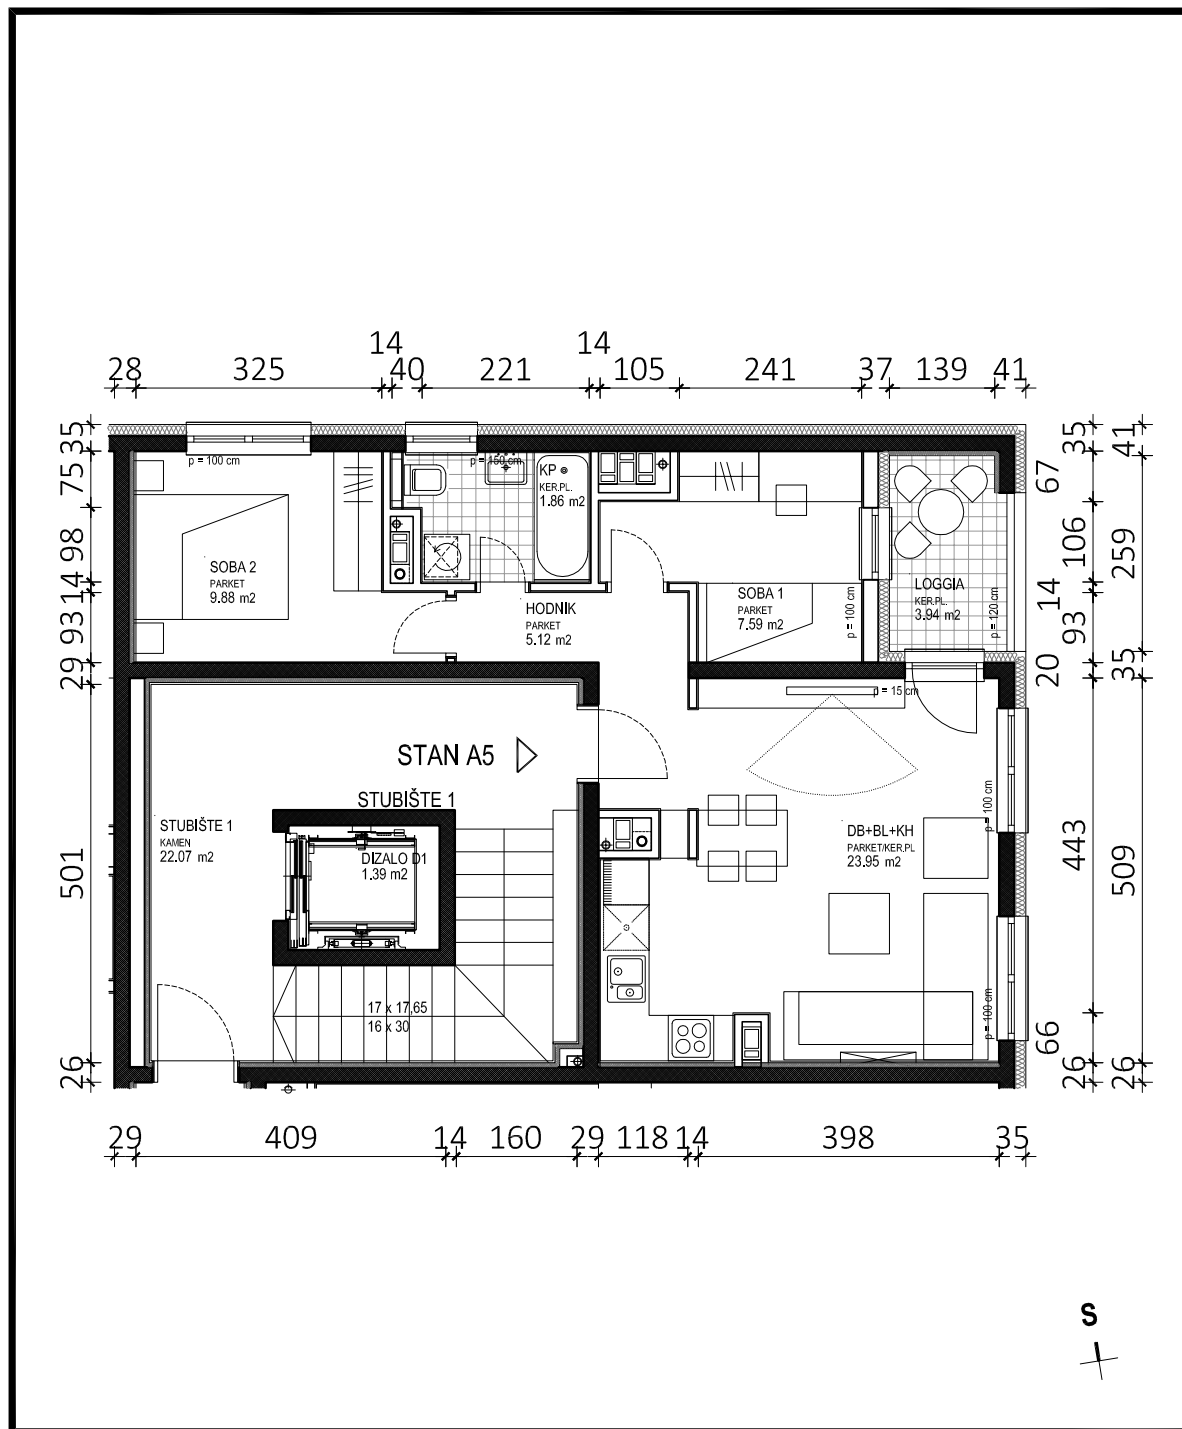 14
14
28
325
40
221
105
241
37
139
41
35
75
98
14
93
29
501
26
35
67
106
14
93
20
443
66
26
41
259
35
509
26
p = 100 cm
p = 150 cm
KP
KER.PL.
1.86 m2
SOBA 2
PARKET
9.88 m2
HODNIK
PARKET
5.12 m2
SOBA 1
PARKET
7.59 m2
p = 100 cm
LOGGIA
KER.PL.
3.94 m2
p = 120 cm
p = 15 cm
STAN A5
STUBIŠTE 1
STUBIŠTE 1
KAMEN
22.07 m2
DIZALO D1
1.39 m2
DB+BL+KH
PARKET/KER.PL
23.95 m2
p = 100 cm
p = 100 cm
17 x 17,65
16 x 30
29
409
14
160
29
118
14
398
35
S